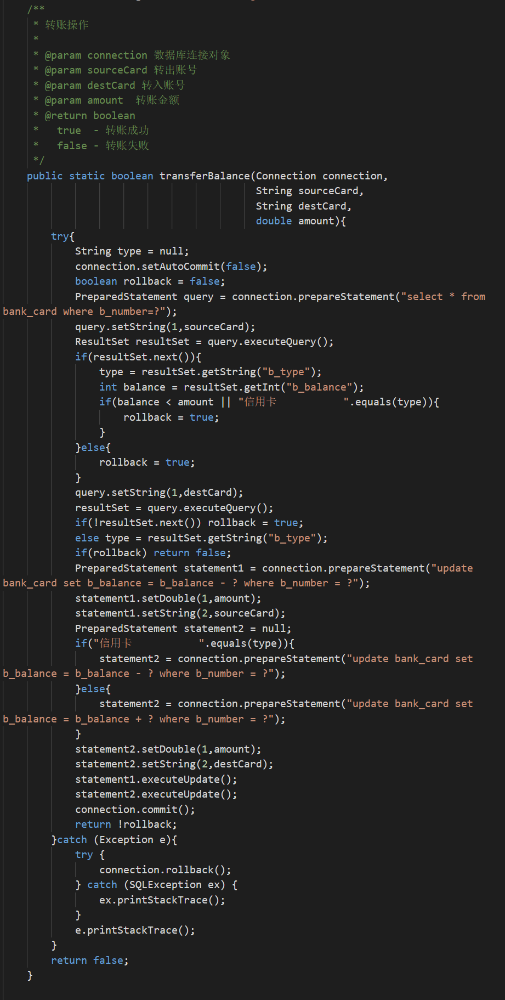 /**
 * 转账操作
 *
 * @param connection 数据库连接对象
 * @param sourceCard 转出账号
 * @param destCard 转入账号
 * @param amount  转账金额
 * @return boolean
 *   true  - 转账成功
 *   false - 转账失败
 */
public static boolean transferBalance(Connection connection,
                                      String sourceCard,
                                      String destCard,
                                      double amount){
    try{
        String type = null;
        connection.setAutoCommit(false);
        boolean rollback = false;
        PreparedStatement query = connection.prepareStatement("select * from
bank_card where b_number=?");
        query.setString(1,sourceCard);
        ResultSet resultSet = query.executeQuery();
        if(resultSet.next()){
            type = resultSet.getString("b_type");
            int balance = resultSet.getInt("b_balance");
            if(balance < amount || "信用卡           ".equals(type)){
                rollback = true;
            }
        }else{
            rollback = true;
        }
        query.setString(1,destCard);
        resultSet = query.executeQuery();
        if(!resultSet.next()) rollback = true;
        else type = resultSet.getString("b_type");
        if(rollback) return false;
        PreparedStatement statement1 = connection.prepareStatement("update
bank_card set b_balance = b_balance - ? where b_number = ?");
        statement1.setDouble(1,amount);
        statement1.setString(2,sourceCard);
        PreparedStatement statement2 = null;
        if("信用卡           ".equals(type)){
            statement2 = connection.prepareStatement("update bank_card set
b_balance = b_balance - ? where b_number = ?");
        }else{
            statement2 = connection.prepareStatement("update bank_card set
b_balance = b_balance + ? where b_number = ?");
        }
        statement2.setDouble(1,amount);
        statement2.setString(2,destCard);
        statement1.executeUpdate();
        statement2.executeUpdate();
        connection.commit();
        return !rollback;
    }catch (Exception e){
        try {
            connection.rollback();
        } catch (SQLException ex) {
            ex.printStackTrace();
        }
        e.printStackTrace();
    }
    return false;
}